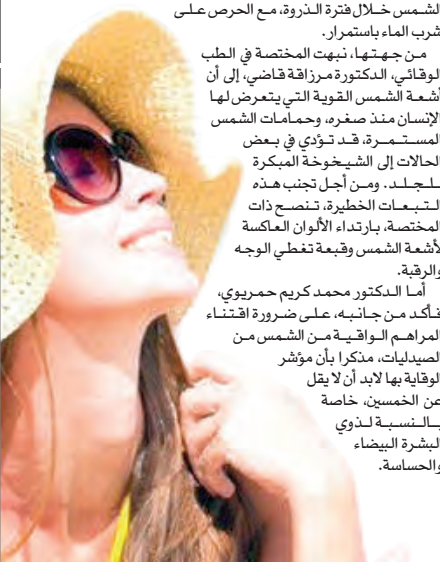 الشمس خلال فترة الذروة، مع الحرص على
شرب الماء باستمرار.
من جهتها، نبهت المختصة في الطب
الوقائي، الدكتورة مرزاقة قاضي، إلى أن
أشعة الشمس القوية التي يتعرض لها
الإنسان منذ صغره، وحمامات الشمس
المستمرة، قد تؤدي في بعض
الحالات إلى الشيخوخة المبكرة
للجلد. ومن أجل تجنب هذه
التبعات الخطيرة، تنصح ذات
المختصة، بارتداء الألوان العاكسة
لأشعة الشمس وقبعة تغطي الوجه
والرقبة.
أما الدكتور محمد كريم حمريوي،
فأكد من جانبه، على ضرورة اقتناء
المراهم الواقية من الشمس من
الصيدليات، مذكرا بأن مؤشر
الوقاية بها لابد أن لا يقل
عن الخمسين، خاصة
بالنسبة لذوي
البشرة البيضاء
والحساسة.